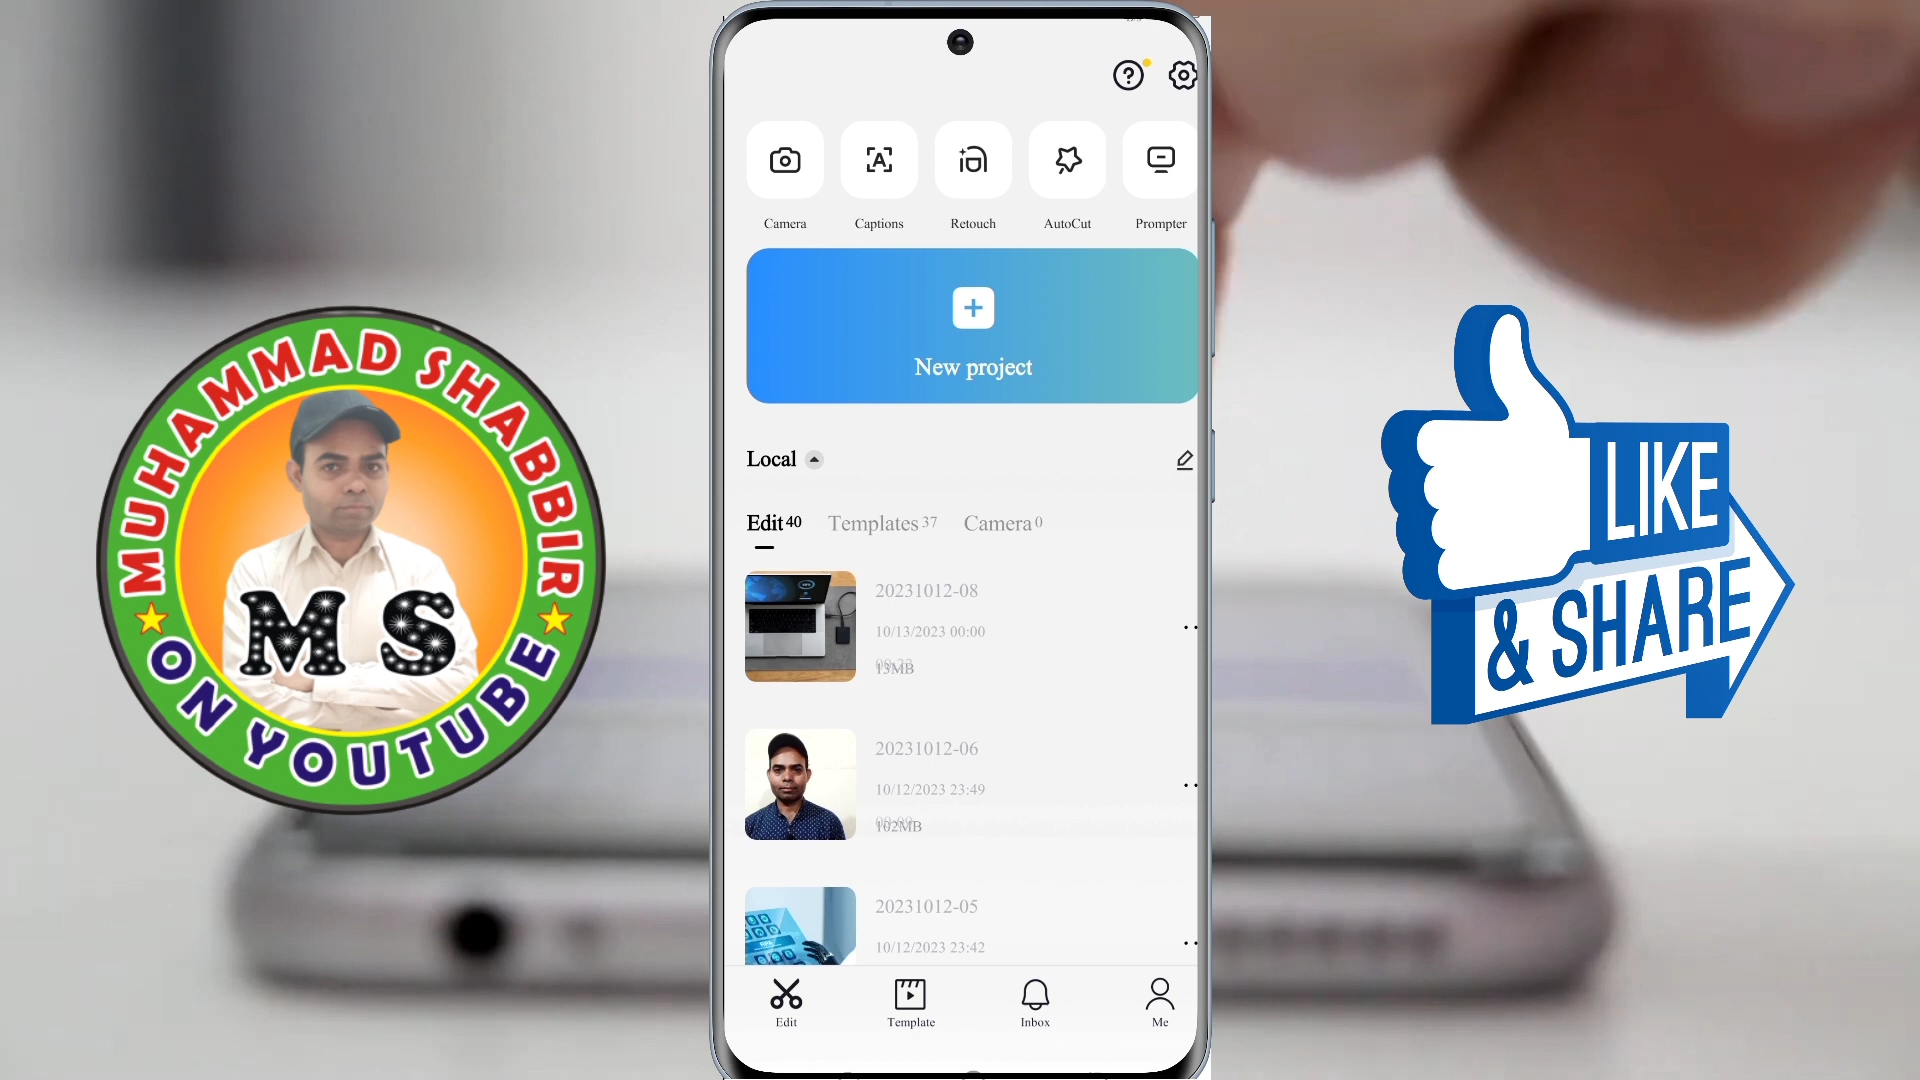 MUHAMMAD SHABBIR
ON YOUTUBE
M S
Camera
Captions
Retouch
AutoCut
Prompter
New project
Local
Edit 40
Templates 37
Camera 0
20231012-08
10/13/2023 00:00
13MB
20231012-06
10/12/2023 23:49
102MB
20231012-05
10/12/2023 23:42
Edit
Template
Inbox
Me
LIKE
& SHARE